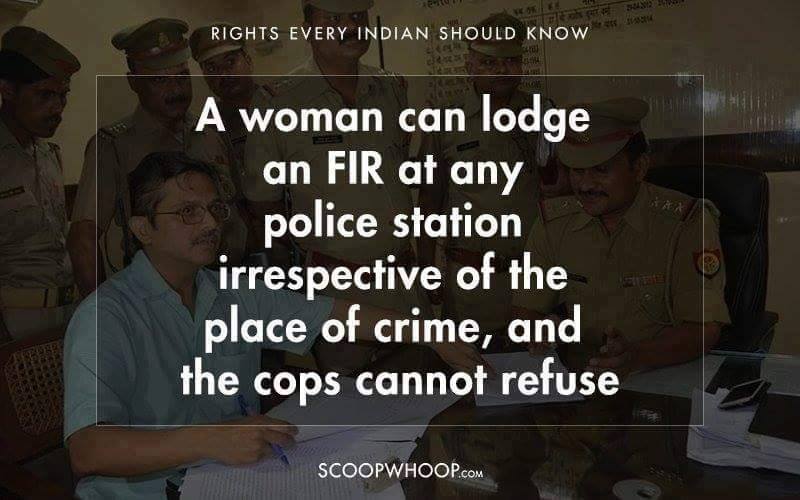 RIGHTS EVERY INDIAN SHOULD KNOW
A woman can lodge
an FIR at any
police station
irrespective of the
place of crime, and
the cops cannot refuse
SCOOPWHOOP.COM